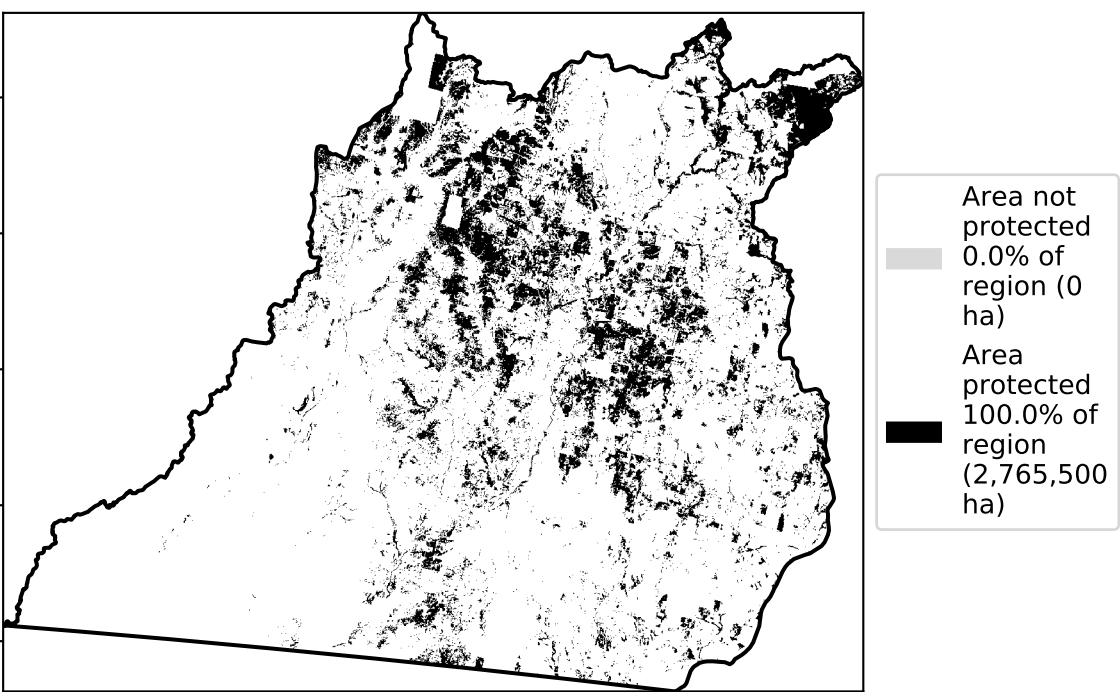 Area not
protected
0.0% of
region (0
ha)
Area
protected
100.0% of
region
(2,765,500
ha)